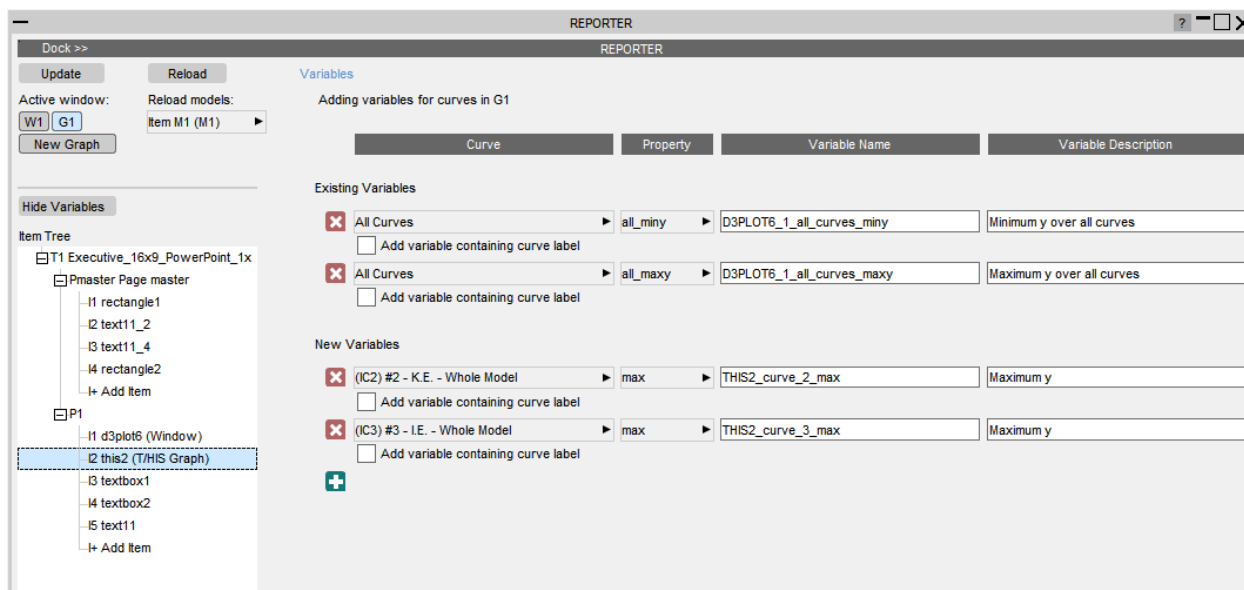 REPORTER
?
Dock >>
REPORTER
Update
Reload
Variables
Active window:
Reload models:
Adding variables for curves in G1
W1
G1
Item M1 (M1)
New Graph
Curve
Property
Variable Name
Variable Description
Existing Variables
Hide Variables
All Curves
all_miny
D3PLOT6_1_all_curves_miny
Minimum y over all curves
Add variable containing curve label
Item Tree
T1 Executive_16x9_PowerPoint_1x
All Curves
all_maxy
D3PLOT6_1_all_curves_maxy
Maximum y over all curves
Pmaster Page master
Add variable containing curve label
I1 rectangle1
I2 text11_2
I3 text11_4
New Variables
I4 rectangle2
(IC2) #2 - K.E. - Whole Model
max
THIS2_curve_2_max
Maximum y
I+ Add Item
Add variable containing curve label
P1
I1 d3plot6 (Window)
(IC3) #3 - I.E. - Whole Model
max
THIS2_curve_3_max
Maximum y
I2 this2 (T/HIS Graph)
Add variable containing curve label
I3 textbox1
I4 textbox2
I5 text11
I+ Add Item